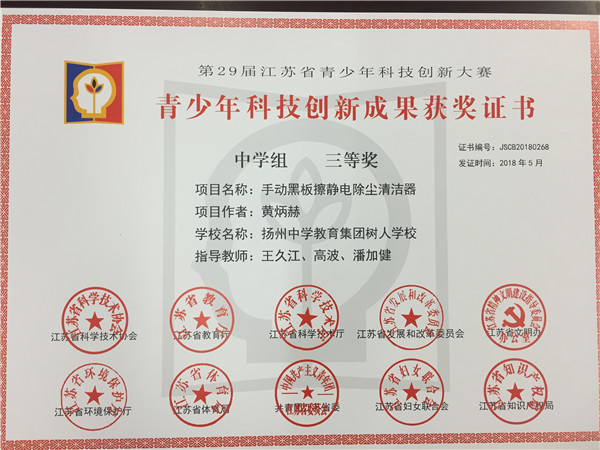 第29届江苏省青少年科技创新大赛
青少年科技创新成果获奖证书
证书编号：JSCB20180268
发证时间：2018年5月
中学组 三等奖
项目名称：手动黑板擦静电除尘清洁器
项目作者：黄炳赫
学校名称：扬州中学教育集团树人学校
指导教师：王久江、高波、潘加健
江苏省科学技术协会 江苏省教育厅 江苏省科学技术厅 江苏省发展和改革委员会 江苏省文明办
江苏省环境保护厅 江苏省体育局 共青团江苏省委 江苏省妇女联合会 江苏省知识产权局